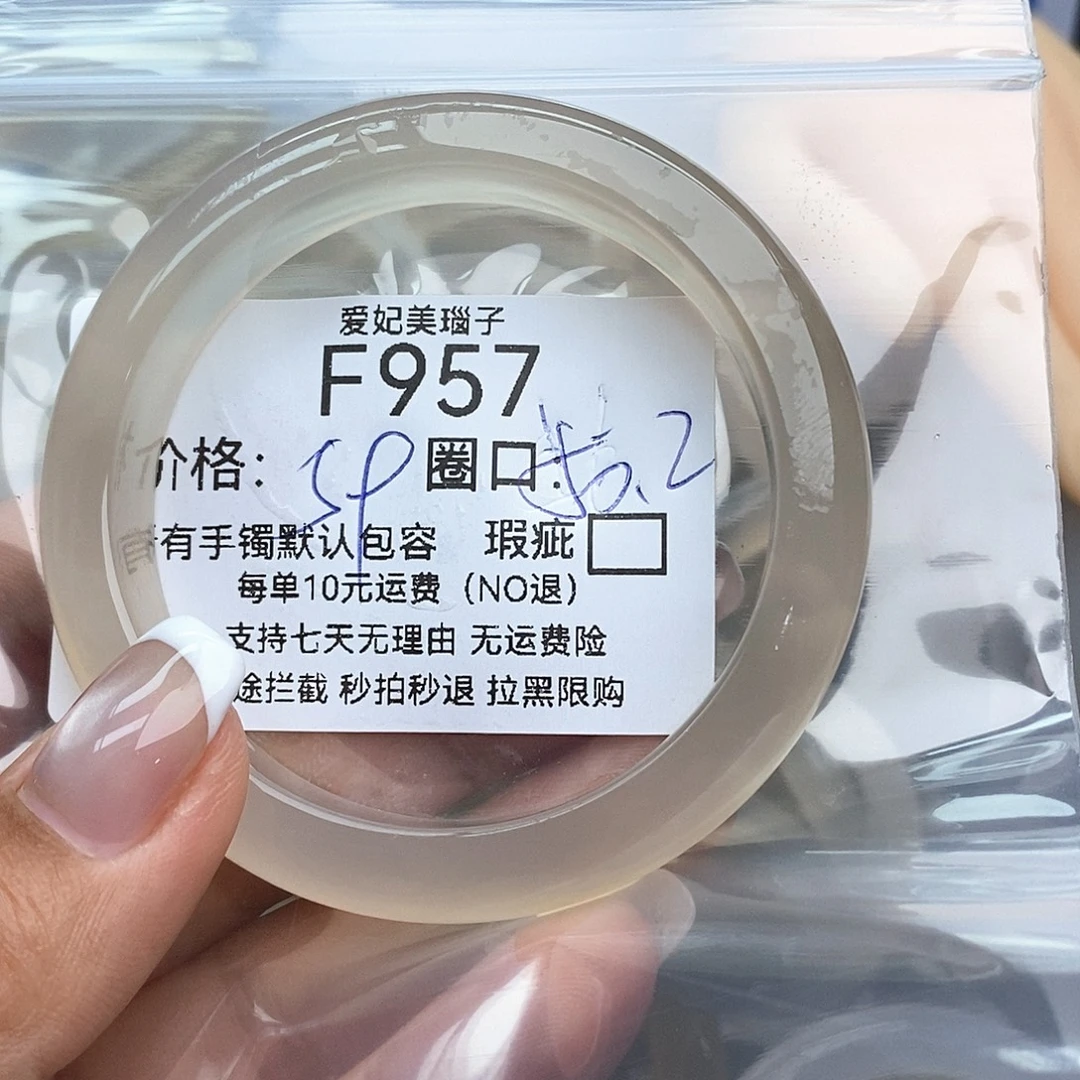 爱妃美瑙子
F957
价格： 圈口：
有手镯默认包容 瑕疵
每单10元运费（NO退）
支持七天无理由 无运费险
途拦截 秒拍秒退 拉黑限购